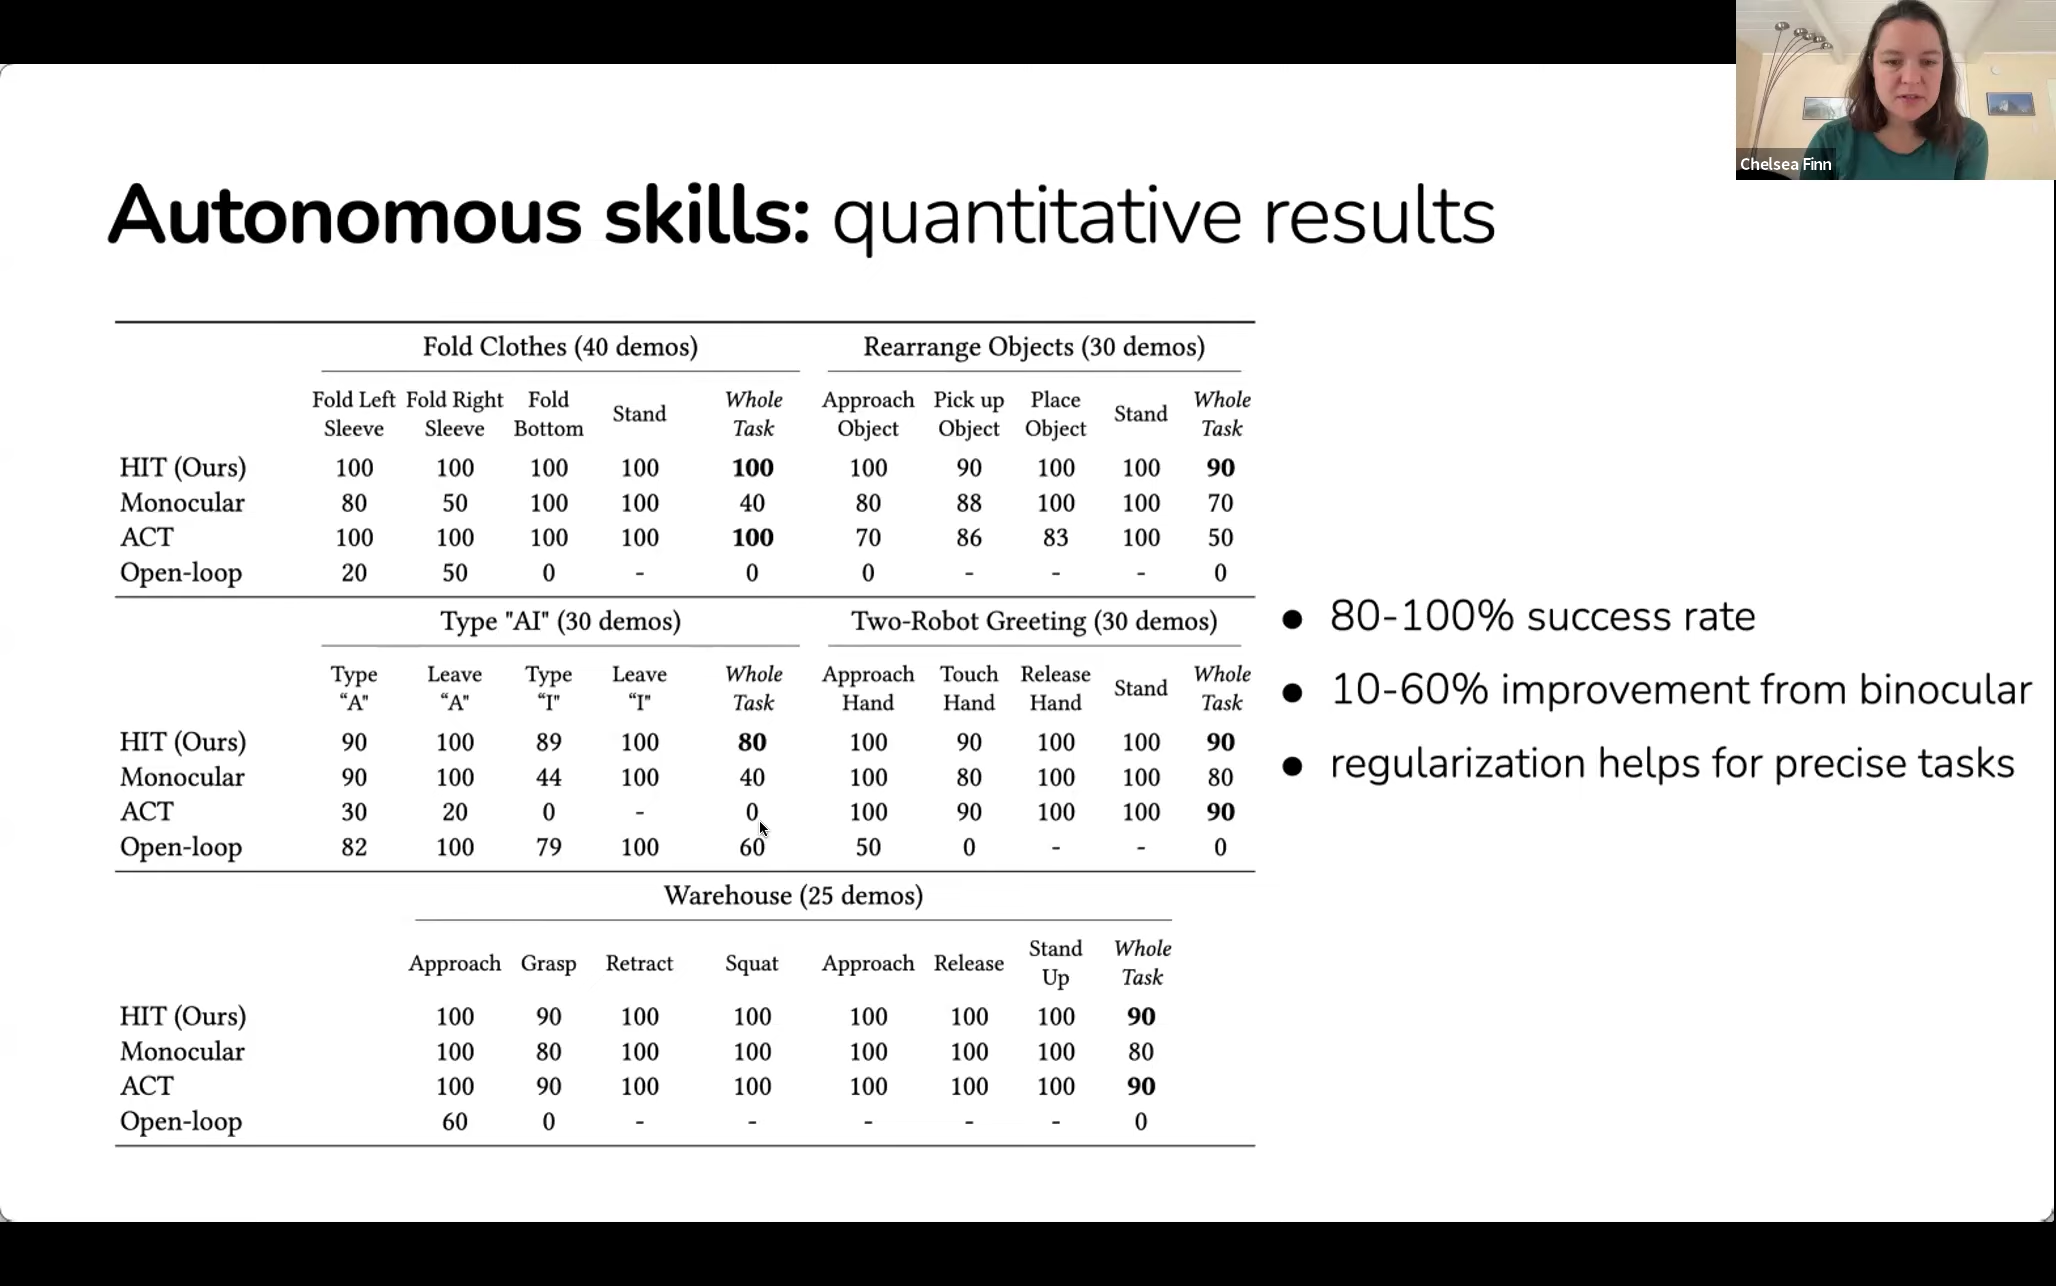 Chelsea Finn
Autonomous skills: quantitative results
Fold Clothes (40 demos) Rearrange Objects (30 demos)
Fold Left Fold Right Fold Whole Approach Pick up Place Whole
Stand Stand
Sleeve Sleeve Bottom Task Object Object Object Task
HIT (Ours) 100 100 100 100 100 100 90 100 100 90
Monocular 80 50 100 100 40 80 88 100 100 70
ACT 100 100 100 100 100 70 86 83 100 50
Open-loop 20 50 0 - 0 0 - - - 0
Type "AI" (30 demos) Two-Robot Greeting (30 demos)
Type Leave Type Leave Whole Approach Touch Release Whole
Stand
“A" “A" “I" “I" Task Hand Hand Hand Task
HIT (Ours) 90 100 89 100 80 100 90 100 100 90
Monocular 90 100 44 100 40 100 80 100 100 80
ACT 30 20 0 - 0 100 90 100 100 90
Open-loop 82 100 79 100 60 50 0 - - 0
Warehouse (25 demos)
Stand Whole
Approach Grasp Retract Squat Approach Release
Up Task
HIT (Ours) 100 90 100 100 100 100 100 90
Monocular 100 80 100 100 100 100 100 80
ACT 100 90 100 100 100 100 100 90
Open-loop 60 0 - - - - - 0
● 80-100% success rate
● 10-60% improvement from binocular
● regularization helps for precise tasks